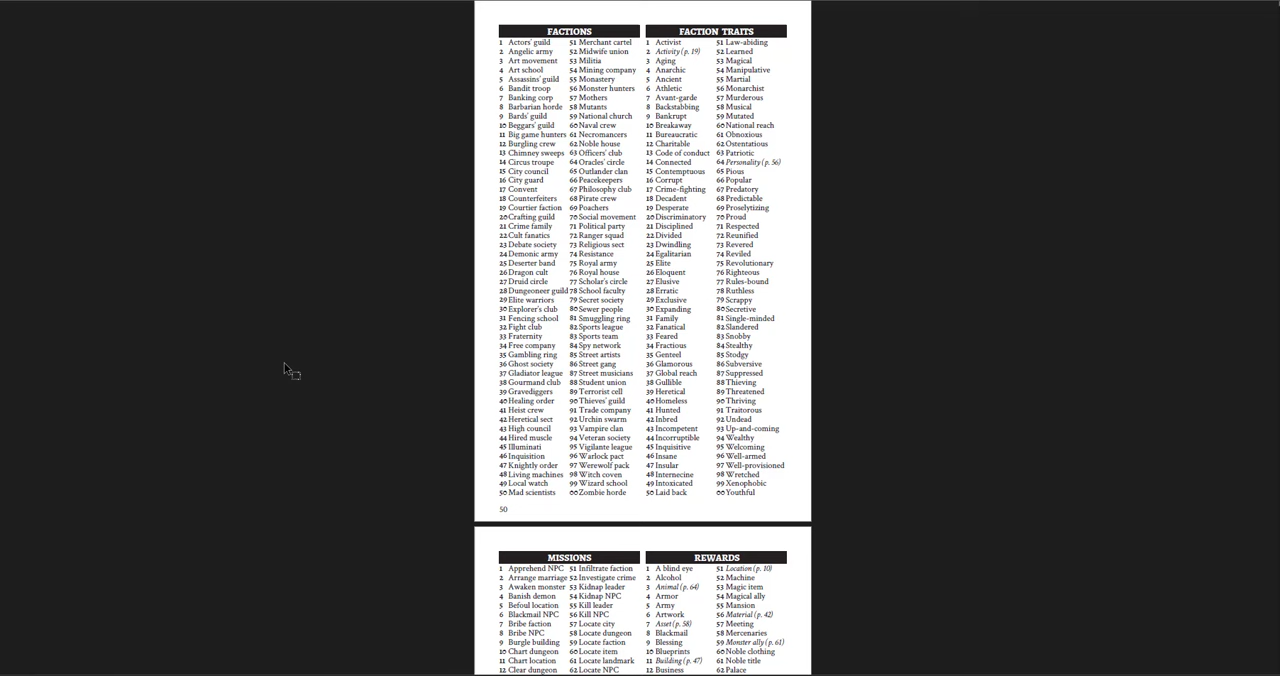 FACTIONS FACTION TRAITS
1 Actors' guild 51 Merchant cartel 1 Activist 51 Law-abiding
2 Angelic army 52 Midwife union 2 Activity (p. 19) 52 Learned
3 Art movement 53 Militia 3 Aging 53 Magical
4 Art school 54 Mining company 4 Anarchic 54 Manipulative
5 Assassins' guild 55 Monastery 5 Ancient 55 Martial
6 Bandit troop 56 Monster hunters 6 Athletic 56 Monarchist
7 Banking corp 57 Mothers 7 Avant-garde 57 Murderous
8 Barbarian horde 58 Mutants 8 Backstabbing 58 Musical
9 Bards' guild 59 National church 9 Bankrupt 59 Mutated
10 Beggars' guild 60 Naval crew 10 Breakaway 60 National reach
11 Big game hunters 61 Necromancers 11 Bureaucratic 61 Obnoxious
12 Burgling crew 62 Noble house 12 Charitable 62 Ostentatious
13 Chimney sweeps 63 Officers' club 13 Code of conduct 63 Patriotic
14 Circus troupe 64 Oracles' circle 14 Connected 64 Personality (p. 56)
15 City council 65 Outlander clan 15 Contemptuous 65 Pious
16 City guard 66 Peacekeepers 16 Corrupt 66 Popular
17 Convent 67 Philosophy club 17 Crime-fighting 67 Predatory
18 Counterfeiters 68 Pirate crew 18 Decadent 68 Predictable
19 Courtier faction 69 Poachers 19 Desperate 69 Proselytizing
20 Crafting guild 70 Social movement 20 Discriminatory 70 Proud
21 Crime family 71 Political party 21 Disciplined 71 Respected
22 Cult fanatics 72 Ranger squad 22 Divided 72 Reunified
23 Debate society 73 Religious sect 23 Dwindling 73 Revered
24 Demonic army 74 Resistance 24 Egalitarian 74 Reviled
25 Deserter band 75 Royal army 25 Elite 75 Revolutionary
26 Dragon cult 76 Royal house 26 Eloquent 76 Righteous
27 Druid circle 77 Scholar's circle 27 Elusive 77 Rules-bound
28 Dungeoneer guild 78 School faculty 28 Erratic 78 Ruthless
29 Elite warriors 79 Secret society 29 Exclusive 79 Scrappy
30 Explorer's club 80 Sewer people 30 Expanding 80 Secretive
31 Fencing school 81 Smuggling ring 31 Family 81 Single-minded
32 Fight club 82 Sports league 32 Fanatical 82 Slandered
33 Fraternity 83 Sports team 33 Feared 83 Snobby
34 Free company 84 Spy network 34 Fractious 84 Stealthy
35 Gambling ring 85 Street artists 35 Genteel 85 Stodgy
36 Ghost society 86 Street gang 36 Glamorous 86 Subversive
37 Gladiator league 87 Street musicians 37 Global reach 87 Suppressed
38 Gourmand club 88 Student union 38 Gullible 88 Thieving
39 Gravediggers 89 Terrorist cell 39 Heretical 89 Threatened
40 Healing order 90 Thieves' guild 40 Homeless 90 Thriving
41 Heist crew 91 Trade company 41 Hunted 91 Traitorous
42 Heretical sect 92 Urchin swarm 42 Inbred 92 Undead
43 High council 93 Vampire clan 43 Incompetent 93 Up-and-coming
44 Hired muscle 94 Veteran society 44 Incorruptible 94 Wealthy
45 Illuminati 95 Vigilante league 45 Inquisitive 95 Welcoming
46 Inquisition 96 Warlock pact 46 Insane 96 Well-armed
47 Knightly order 97 Werewolf pack 47 Insular 97 Well-provisioned
48 Living machines 98 Witch coven 48 Internecine 98 Wretched
49 Local watch 99 Wizard school 49 Intoxicated 99 Xenophobic
50 Mad scientists 00 Zombie horde 50 Laid back 00 Youthful
50
MISSIONS REWARDS
1 Apprehend NPC 51 Infiltrate faction 1 A blind eye 51 Location (p. 10)
2 Arrange marriage 52 Investigate crime 2 Alcohol 52 Machine
3 Awaken monster 53 Kidnap leader 3 Animal (p. 64) 53 Magic item
4 Banish demon 54 Kidnap NPC 4 Armor 54 Magical ally
5 Befoul location 55 Kill leader 5 Army 55 Mansion
6 Blackmail NPC 56 Kill NPC 6 Artwork 56 Material (p. 42)
7 Bribe faction 57 Locate city 7 Asset (p. 58) 57 Meeting
8 Bribe NPC 58 Locate dungeon 8 Blackmail 58 Mercenaries
9 Burgle building 59 Locate faction 9 Blessing 59 Monster ally (p. 61)
10 Chart dungeon 60 Locate item 10 Blueprints 60 Noble clothing
11 Chart location 61 Locate landmark 11 Building (p. 47) 61 Noble title
12 Clear dungeon 62 Locate NPC 12 Business 62 Palace